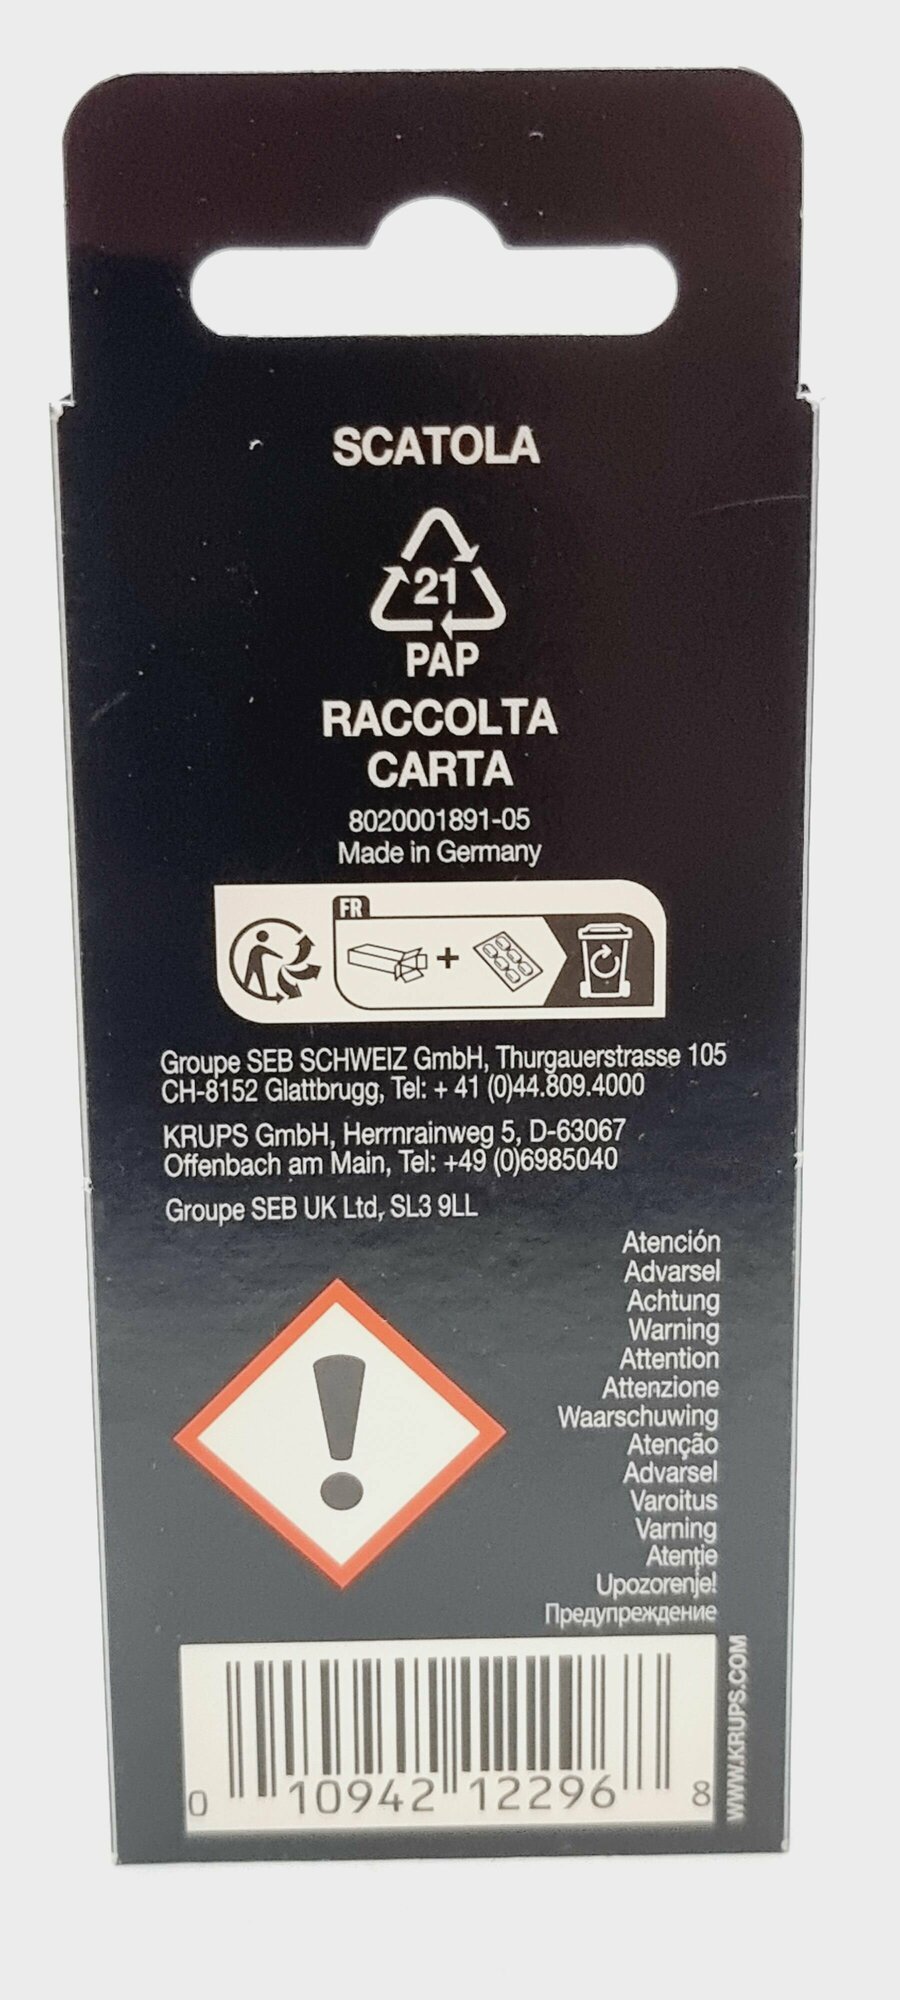 SCATOLA
21
PAP
RACCOLTA
CARTA
8020001891-05
Made in Germany
FR
+
Groupe SEB SCHWEIZ GmbH, Thurgauerstrasse 105
CH-8152 Glattbrugg, Tel: + 41 (0)44.809.4000
KRUPS GmbH, Herrnrainweg 5, D-63067
Offenbach am Main, Tel: +49 (0)6985040
Groupe SEB UK Ltd, SL3 9LL
Atención
Advarsel
Achtung
Warning
Attention
Attenzione
Waarschuwing
Atenção
Advarsel
Varoitus
Varning
Atenție
Upozorenje!
Предупреждение
WWW.KRUPS.COM
0 10942 12296 8